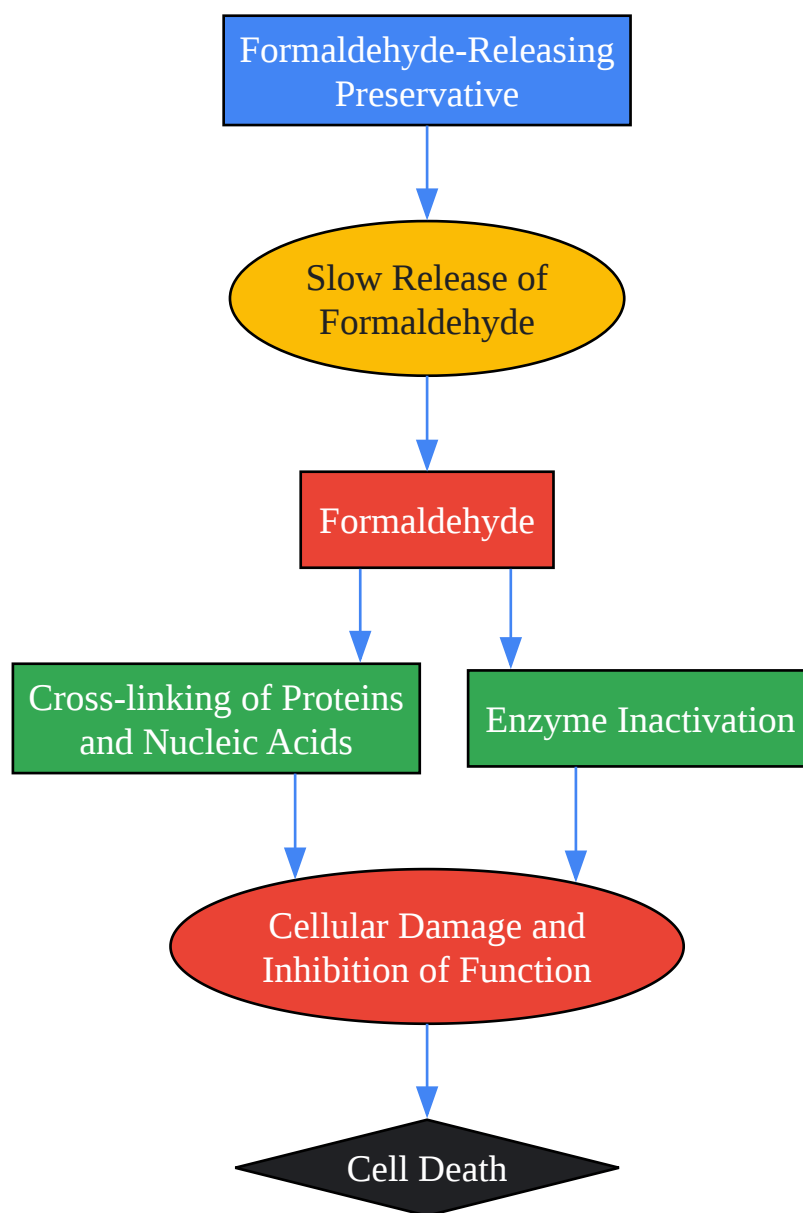 Formaldehyde-Releasing
Preservative
Slow Release of
Formaldehyde
Formaldehyde
Cross-linking of Proteins
and Nucleic Acids
Enzyme Inactivation
Cellular Damage and
Inhibition of Function
Cell Death